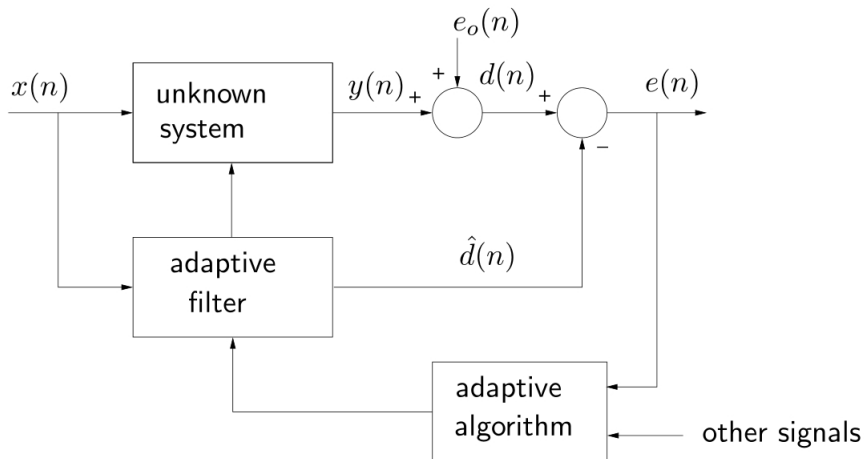 e_o(n)
x(n)
unknown
system
y(n)
+
+
d(n)
+
e(n)
−
adaptive
filter
d̂(n)
adaptive
algorithm
other signals